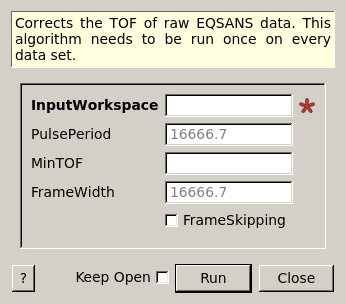 Corrects the TOF of raw EQSANS data. This
algorithm needs to be run once on every
data set.
InputWorkspace *
PulsePeriod 16666.7
MinTOF
FrameWidth 16666.7
FrameSkipping
? Keep Open Run Close